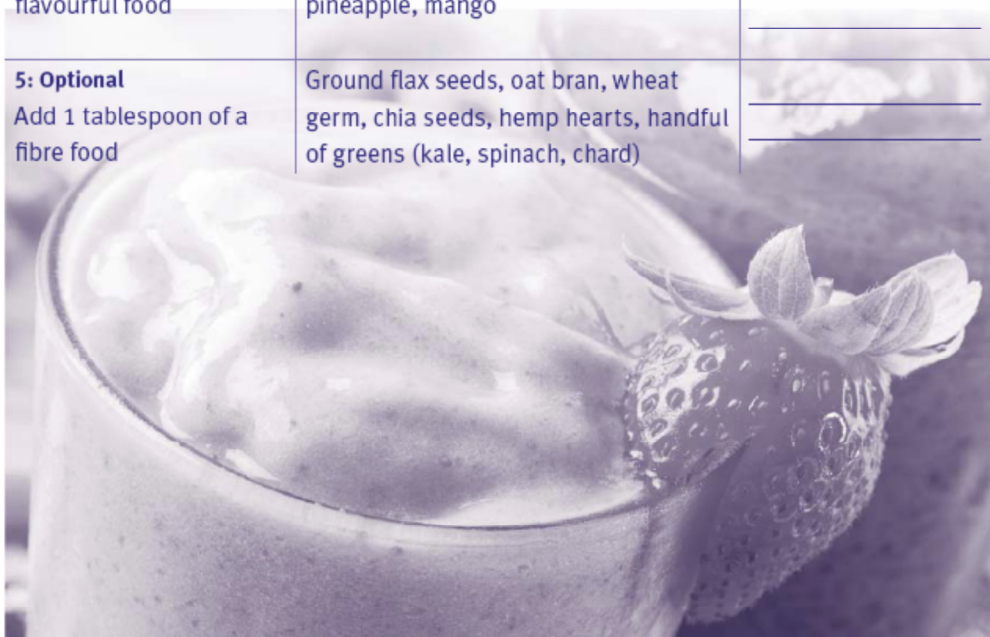 flavourful food
pineapple, mango
5: Optional
Add 1 tablespoon of a
fibre food
Ground flax seeds, oat bran, wheat
germ, chia seeds, hemp hearts, handful
of greens (kale, spinach, chard)